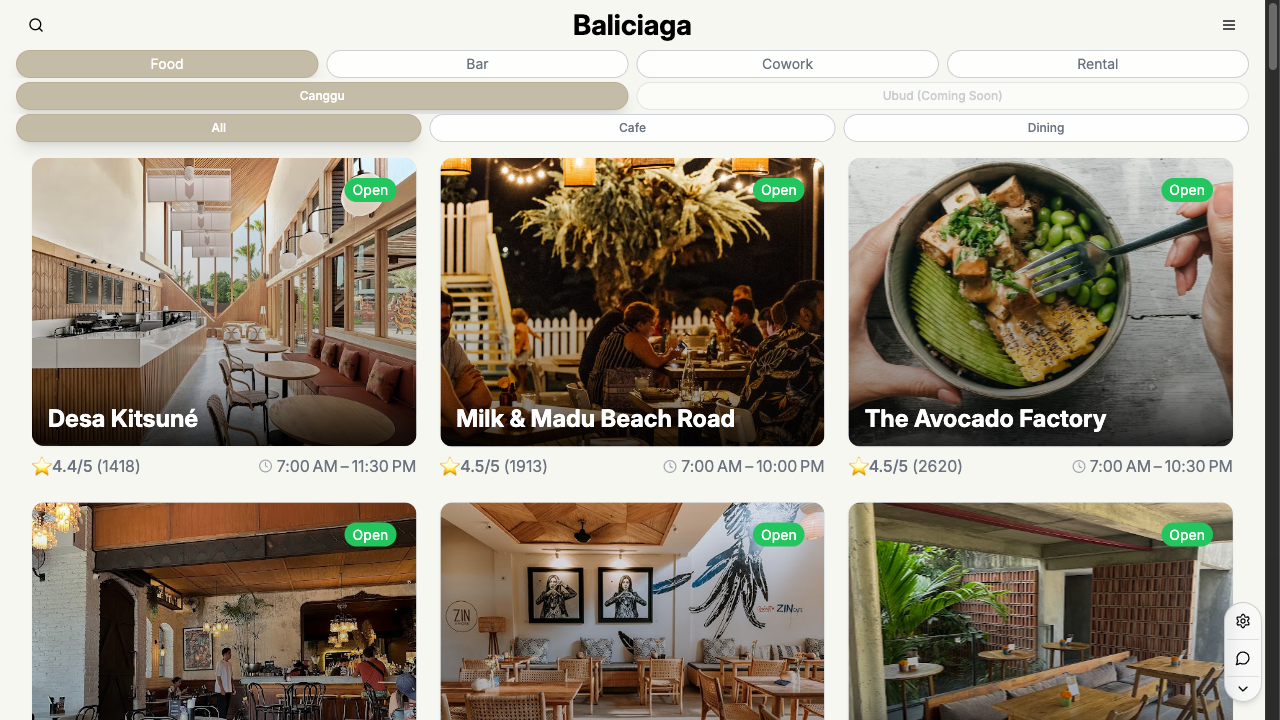 Baliciaga
Food
Bar
Cowork
Rental
Canggu
Ubud (Coming Soon)
All
Cafe
Dining
Open
Open
Open
Desa Kitsuné
Milk & Madu Beach Road
The Avocado Factory
4.4/5 (1418)
7:00 AM – 11:30 PM
4.5/5 (1913)
7:00 AM – 10:00 PM
4.5/5 (2620)
7:00 AM – 10:30 PM
Open
Open
Open
ZIN
ZIN